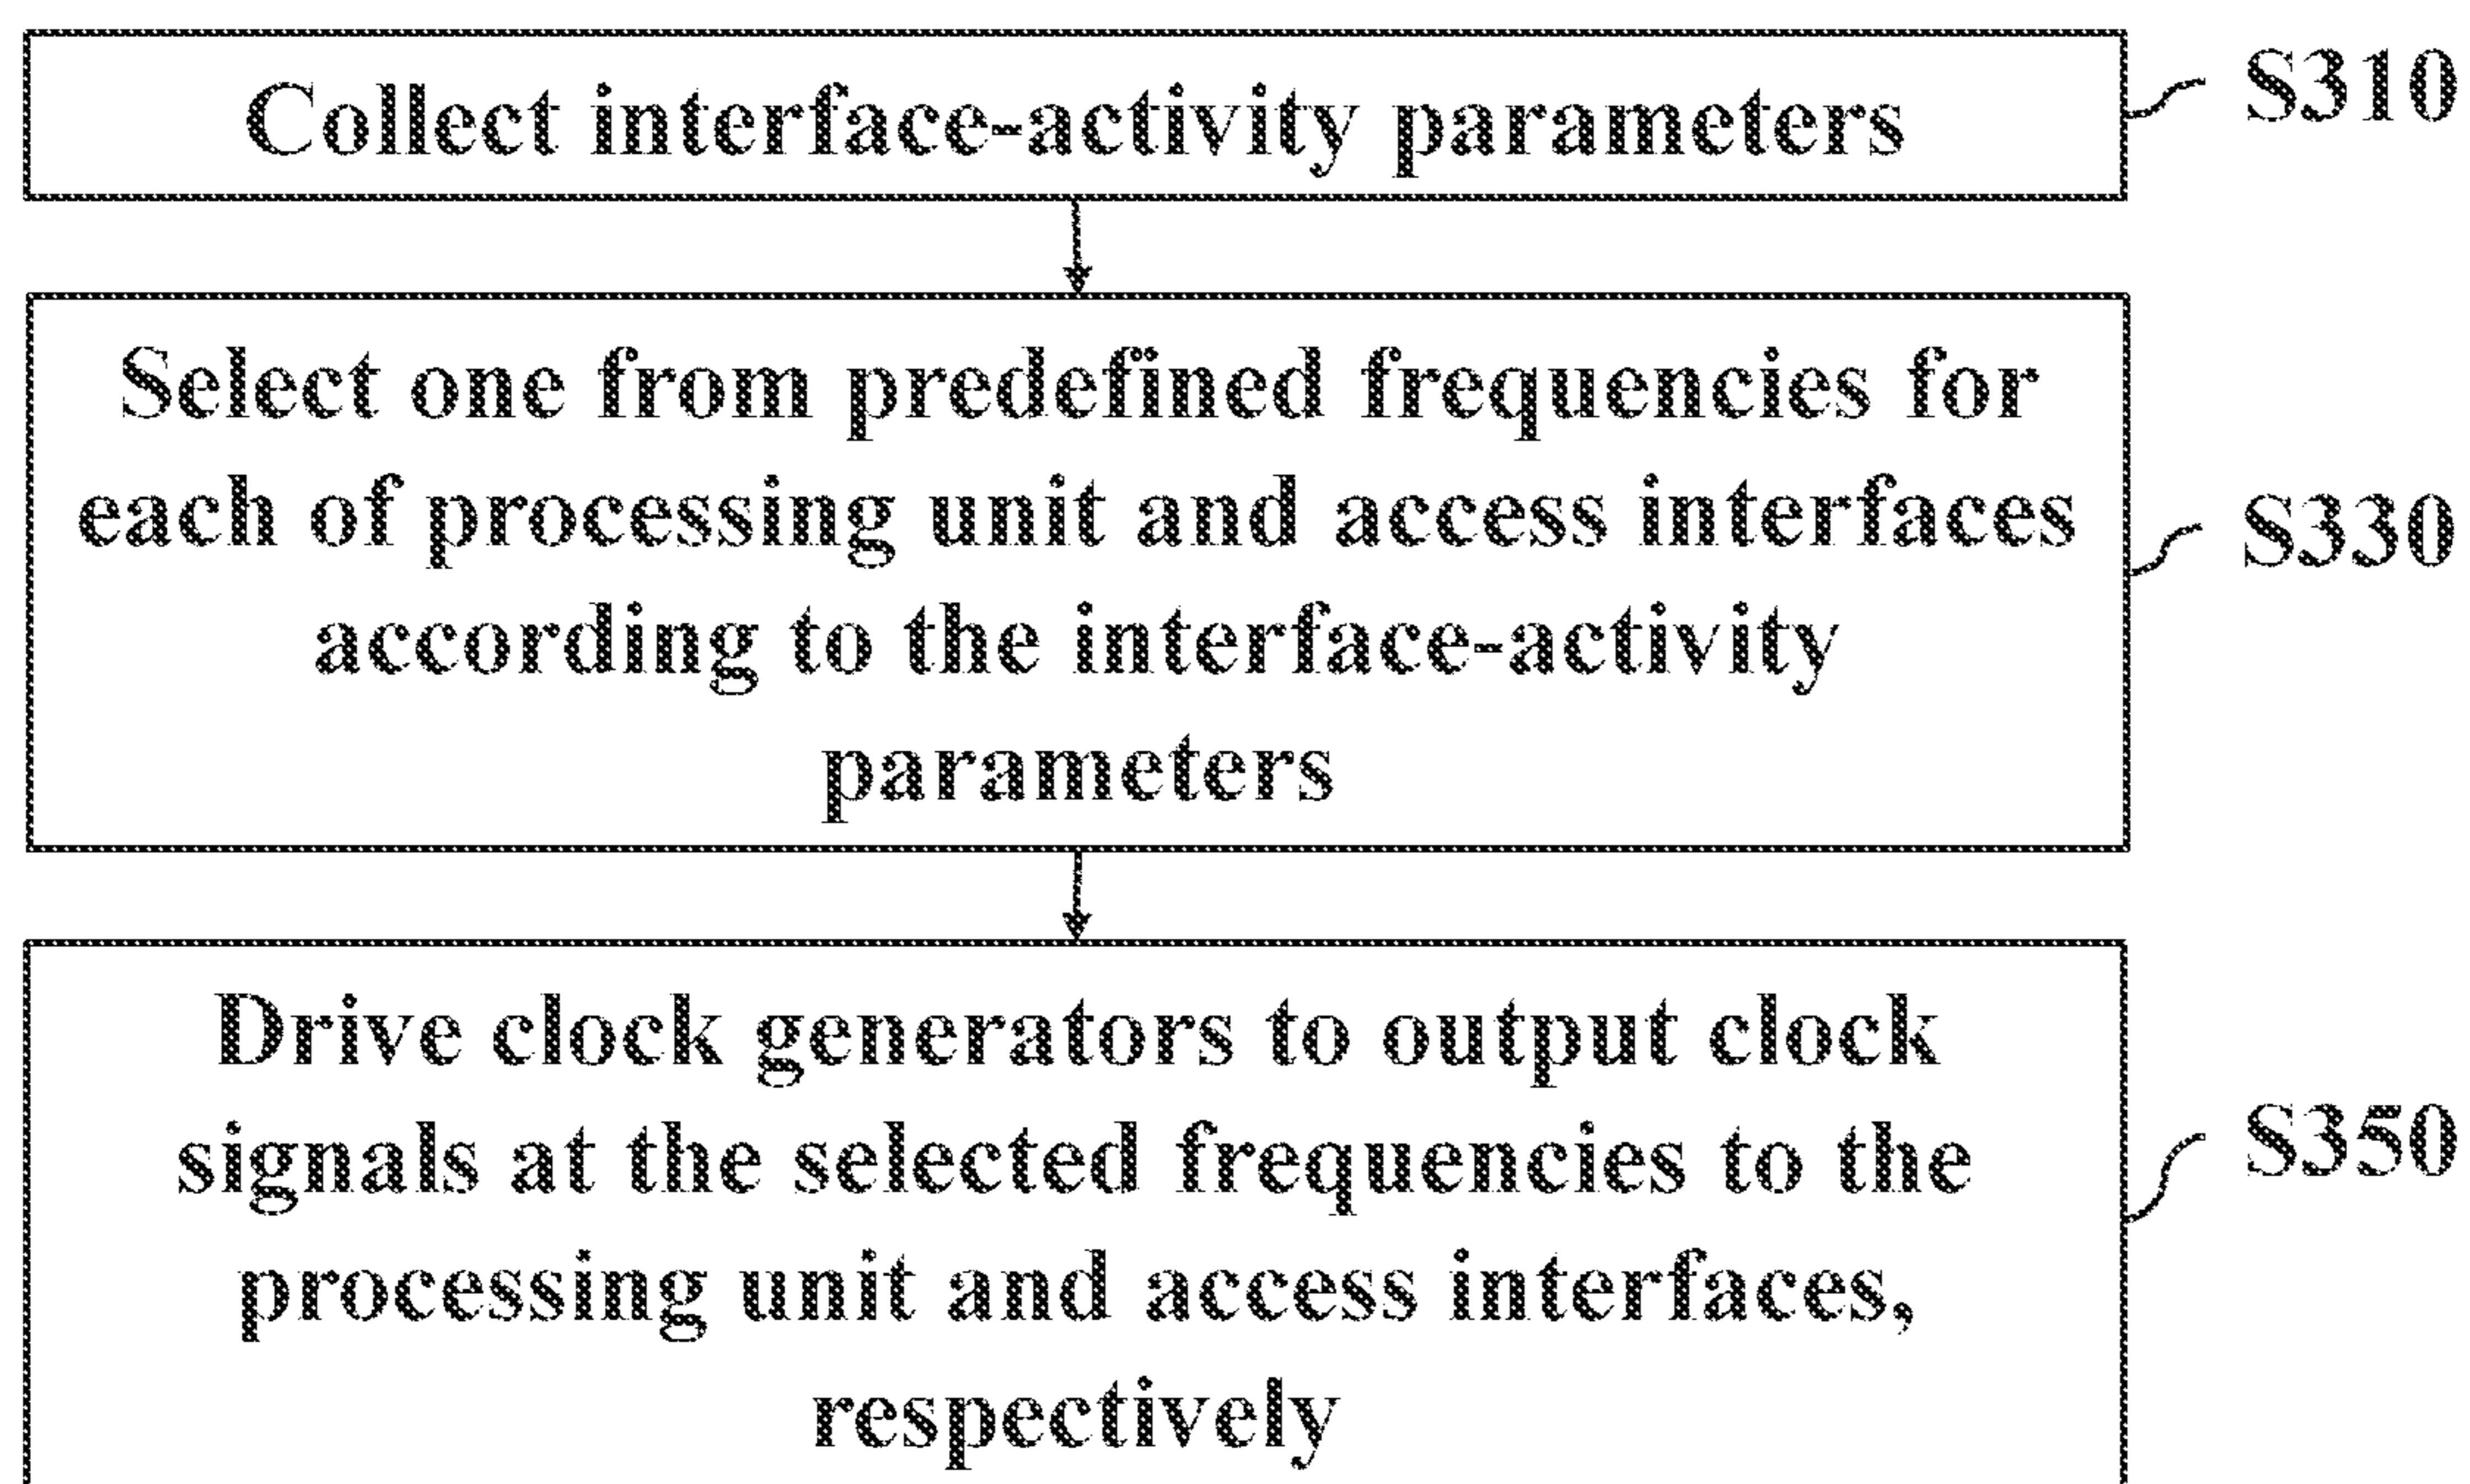 Collect interface-activity parameters
S310
Select one from predefined frequencies for
each of processing unit and access interfaces
according to the interface-activity
parameters
S330
Drive clock generators to output clock
signals at the selected frequencies to the
processing unit and access interfaces,
respectively
S350